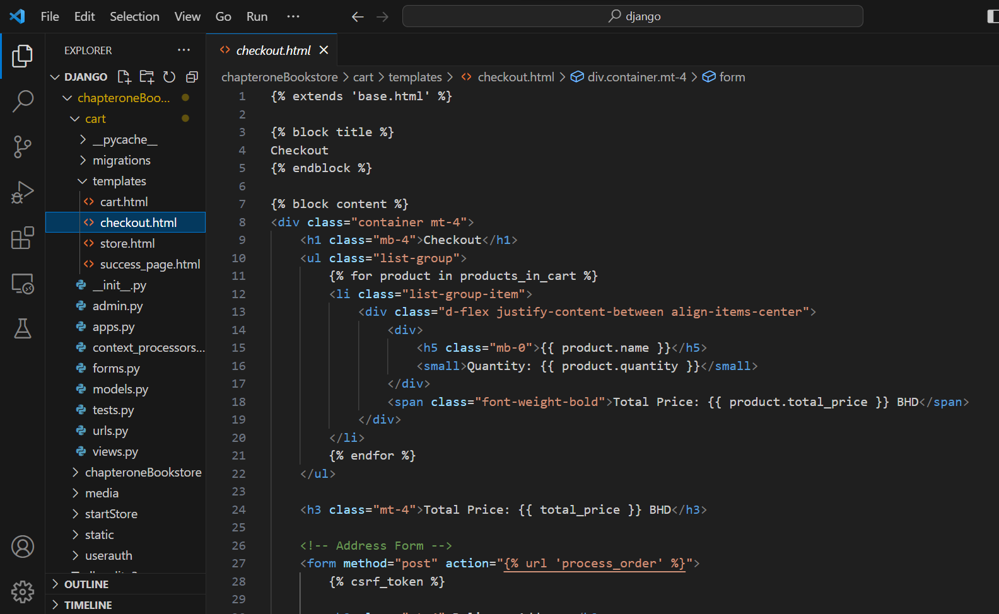 File Edit Selection View Go Run ··· django
EXPLORER ···
DJANGO
chapteroneBoo...
cart
__pycache__
migrations
templates
cart.html
checkout.html
store.html
success_page.html
__init__.py
admin.py
apps.py
context_processors...
forms.py
models.py
tests.py
urls.py
views.py
chapteroneBookstore
media
startStore
static
userauth
OUTLINE
TIMELINE
checkout.html
chapteroneBookstore > cart > templates > checkout.html > div.container.mt-4 > form
1 {% extends 'base.html' %}
2
3 {% block title %}
4 Checkout
5 {% endblock %}
6
7 {% block content %}
8 <div class="container mt-4">
9 <h1 class="mb-4">Checkout</h1>
10 <ul class="list-group">
11 {% for product in products_in_cart %}
12 <li class="list-group-item">
13 <div class="d-flex justify-content-between align-items-center">
14 <div>
15 <h5 class="mb-0">{{ product.name }}</h5>
16 <small>Quantity: {{ product.quantity }}</small>
17 </div>
18 <span class="font-weight-bold">Total Price: {{ product.total_price }} BHD</span>
19 </div>
20 </li>
21 {% endfor %}
22 </ul>
23
24 <h3 class="mt-4">Total Price: {{ total_price }} BHD</h3>
25
26 <!-- Address Form -->
27 <form method="post" action="{% url 'process_order' %}">
28 {% csrf_token %}
29